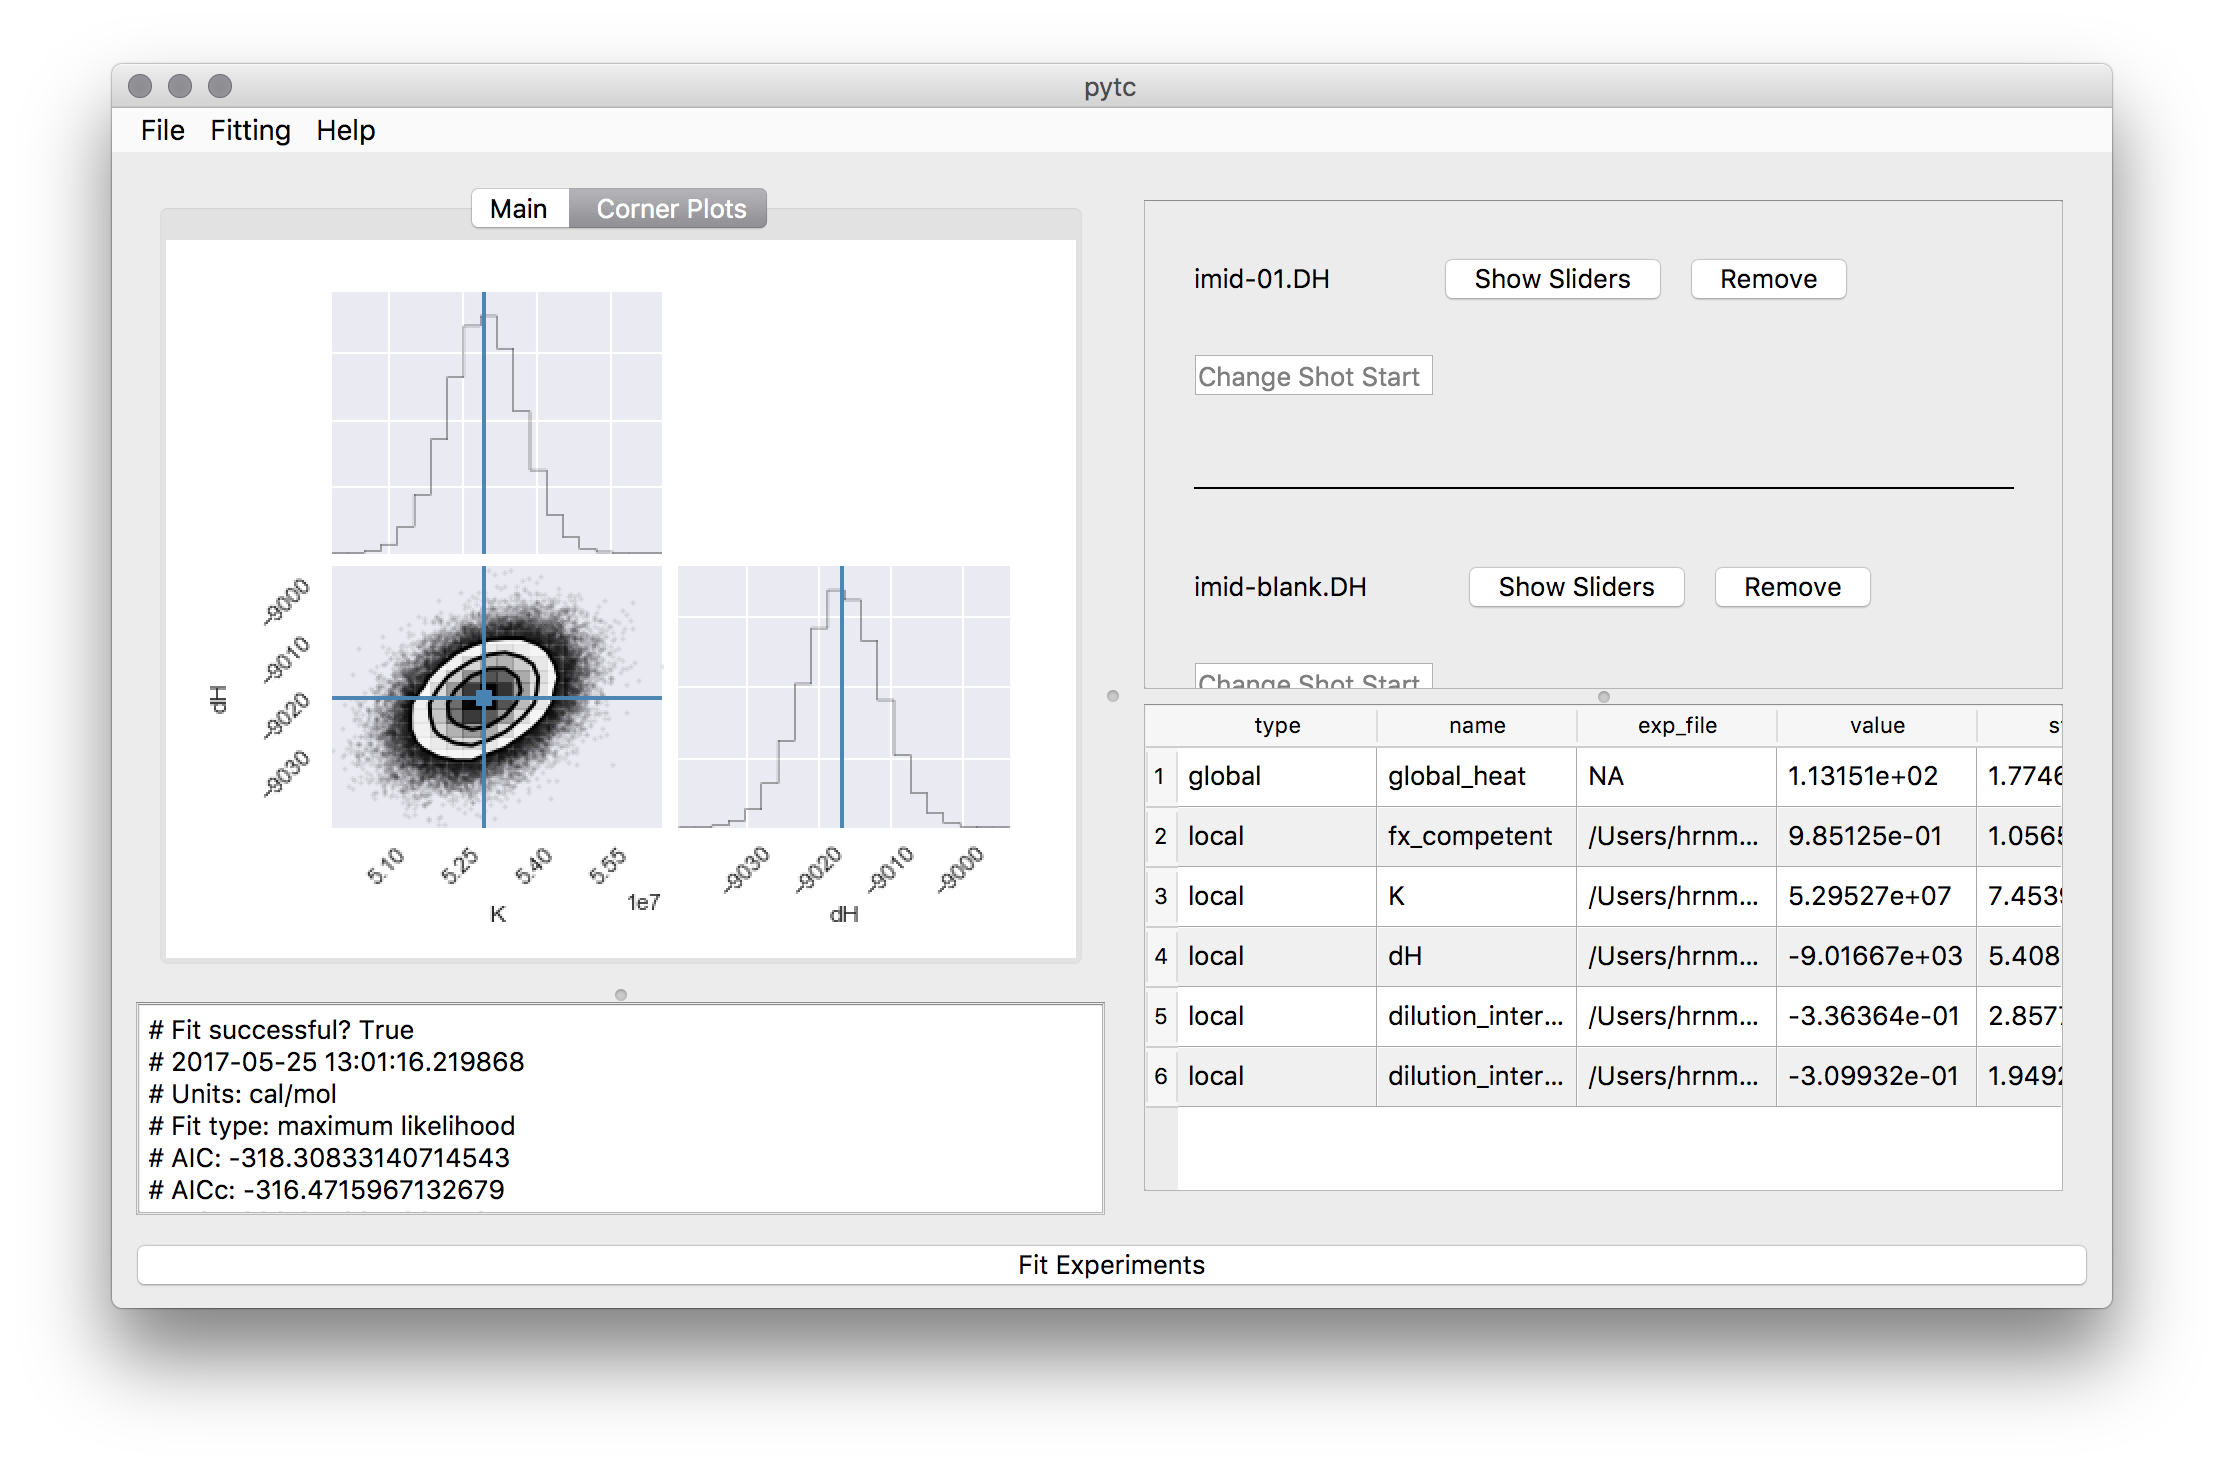 pytc
File Fitting Help
Main Corner Plots
-9000
-9010
-9020
-9030
dH
5.10 5.25 5.40 5.55
1e7
K
-9030 -9020 -9010 -9000
dH
imid-01.DH Show Sliders Remove
Change Shot Start
imid-blank.DH Show Sliders Remove
Change Shot Start
type name exp_file value
1 global global_heat NA 1.13151e+02 1.7746
2 local fx_competent /Users/hrnm... 9.85125e-01 1.0565
3 local K /Users/hrnm... 5.29527e+07 7.4539
4 local dH /Users/hrnm... -9.01667e+03 5.408
5 local dilution_inter... /Users/hrnm... -3.36364e-01 2.8577
6 local dilution_inter... /Users/hrnm... -3.09932e-01 1.9492
# Fit successful? True
# 2017-05-25 13:01:16.219868
# Units: cal/mol
# Fit type: maximum likelihood
# AIC: -318.30833140714543
# AICc: -316.4715967132679
Fit Experiments